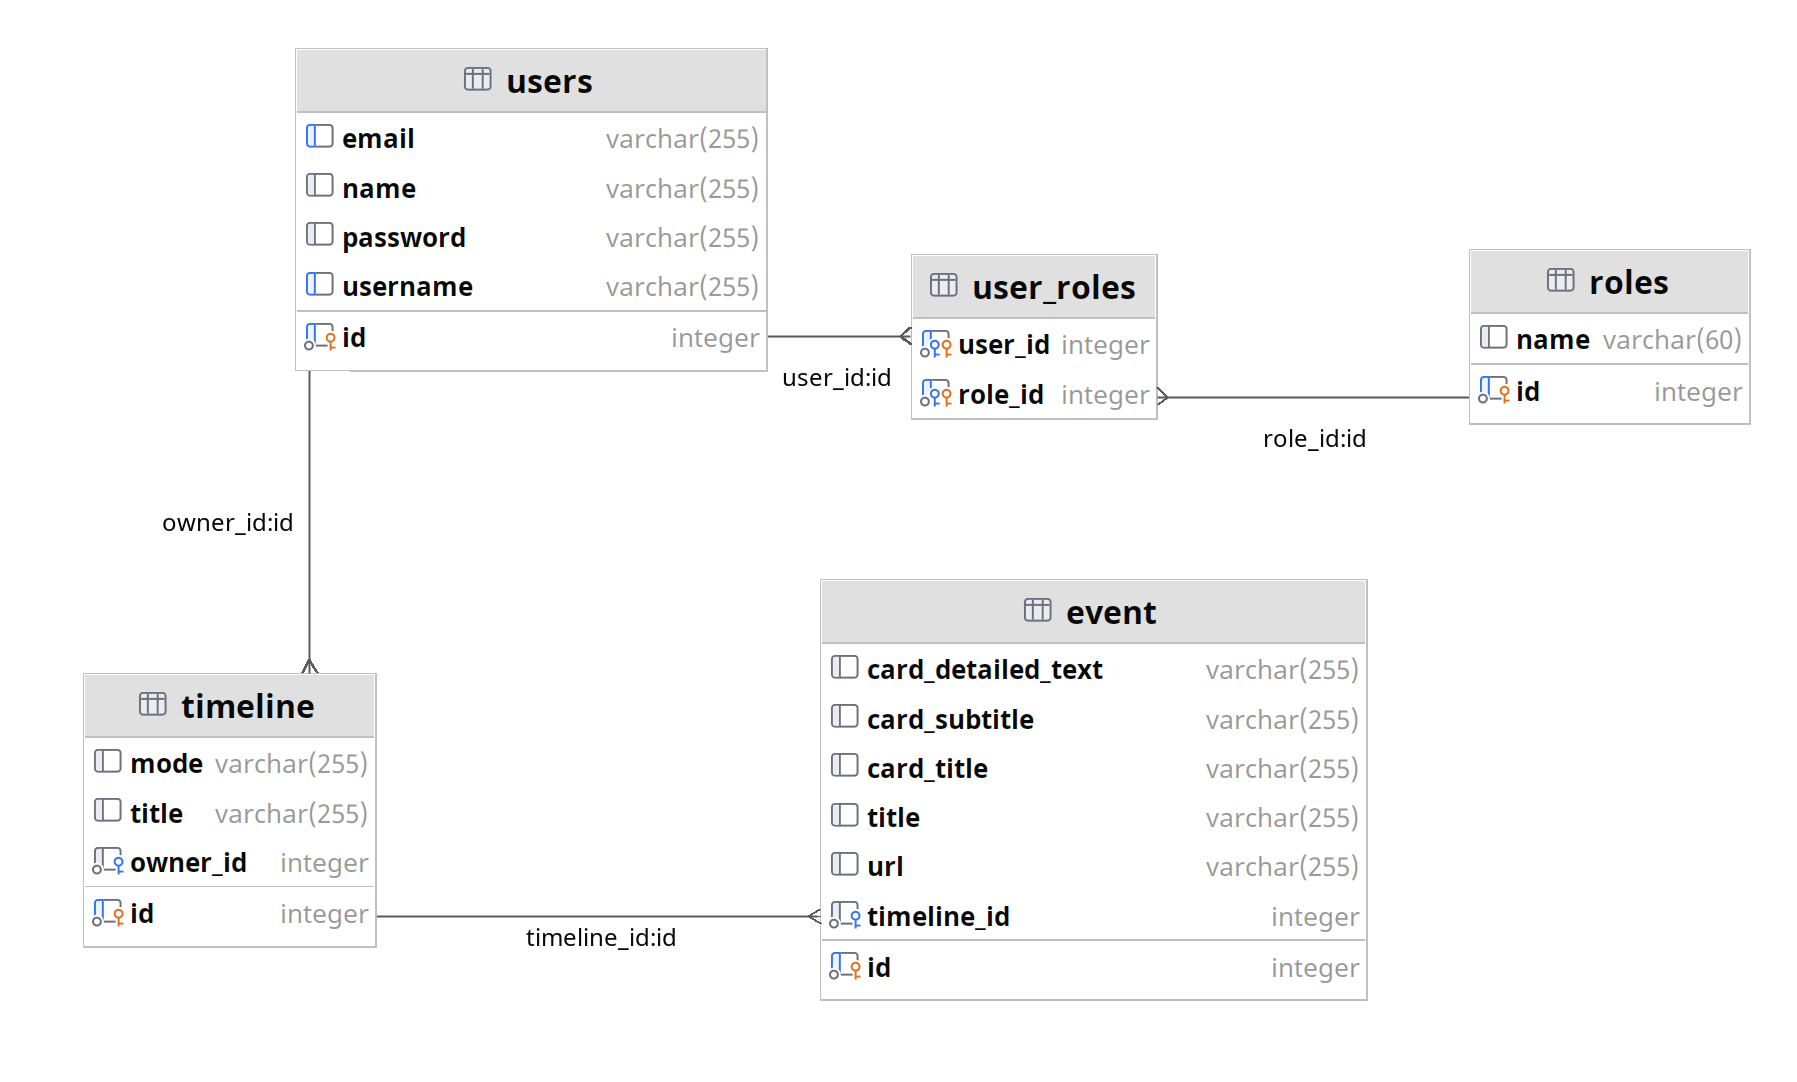 users
email varchar(255)
name varchar(255)
password varchar(255)
username varchar(255)
id integer
user_id:id
user_roles
user_id integer
role_id integer
roles
name varchar(60)
id integer
role_id:id
owner_id:id
timeline
mode varchar(255)
title varchar(255)
owner_id integer
id integer
timeline_id:id
event
card_detailed_text varchar(255)
card_subtitle varchar(255)
card_title varchar(255)
title varchar(255)
url varchar(255)
timeline_id integer
id integer